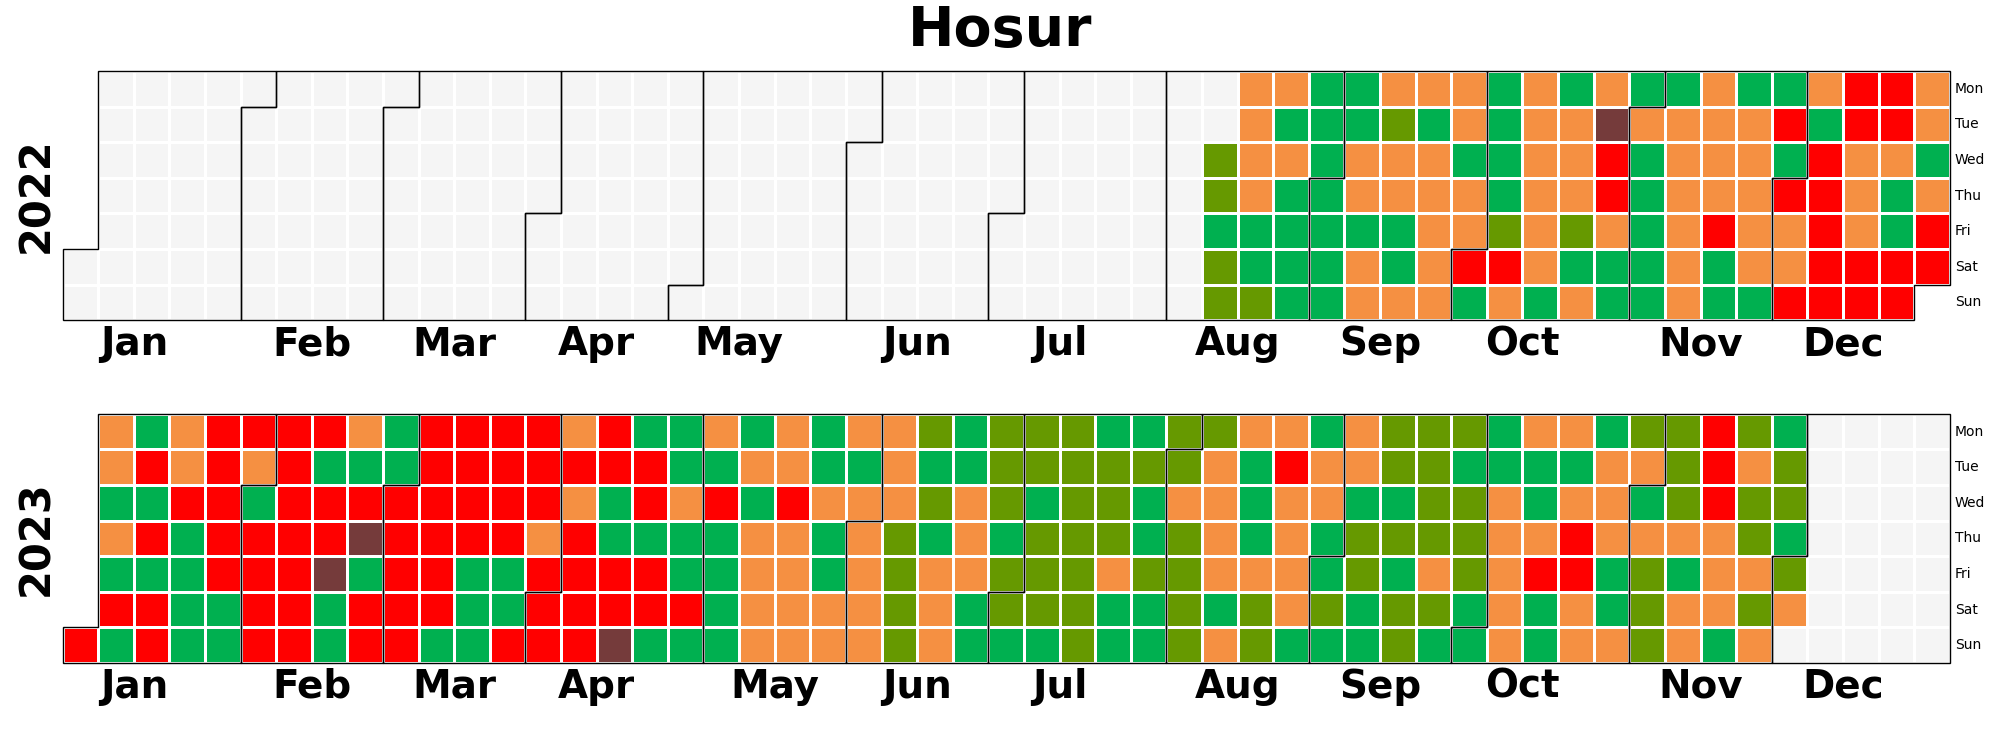 Hosur
2022
Mon
Tue
Wed
Thu
Fri
Sat
Sun
Jan Feb Mar Apr May Jun Jul Aug Sep Oct Nov Dec
2023
Mon
Tue
Wed
Thu
Fri
Sat
Sun
Jan Feb Mar Apr May Jun Jul Aug Sep Oct Nov Dec